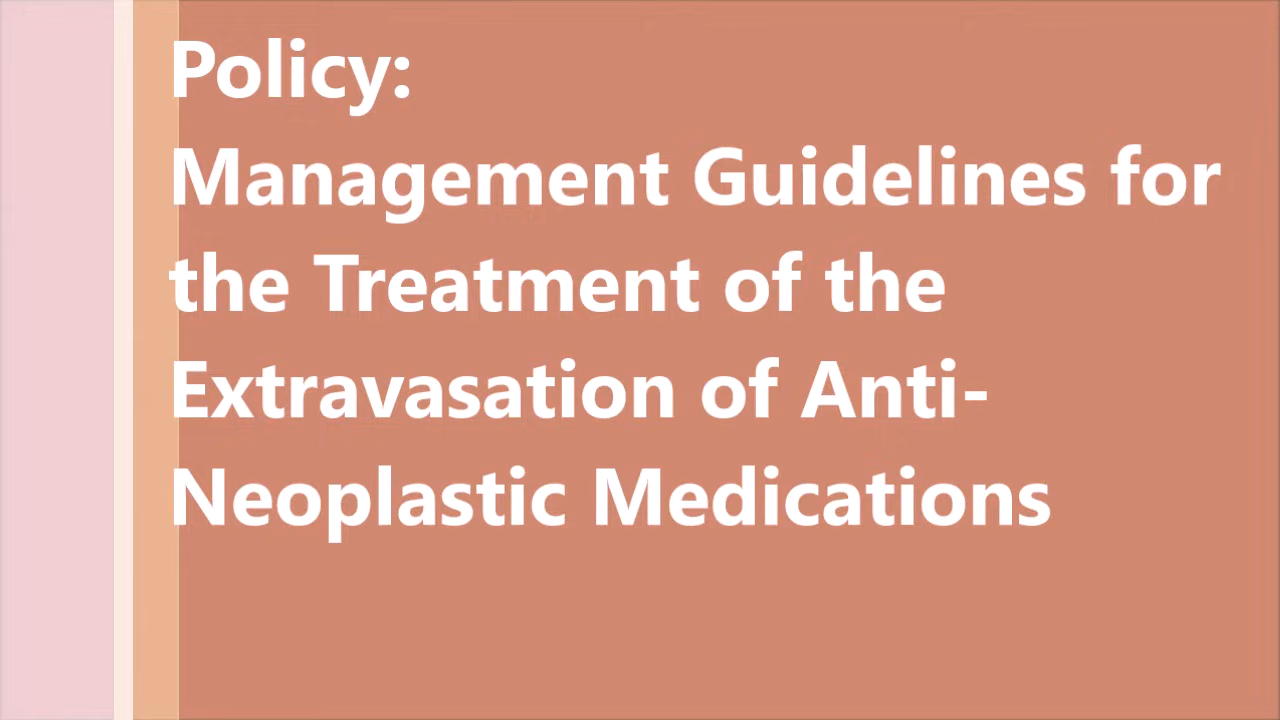 Policy:
Management Guidelines for
the Treatment of the
Extravasation of Anti-
Neoplastic Medications